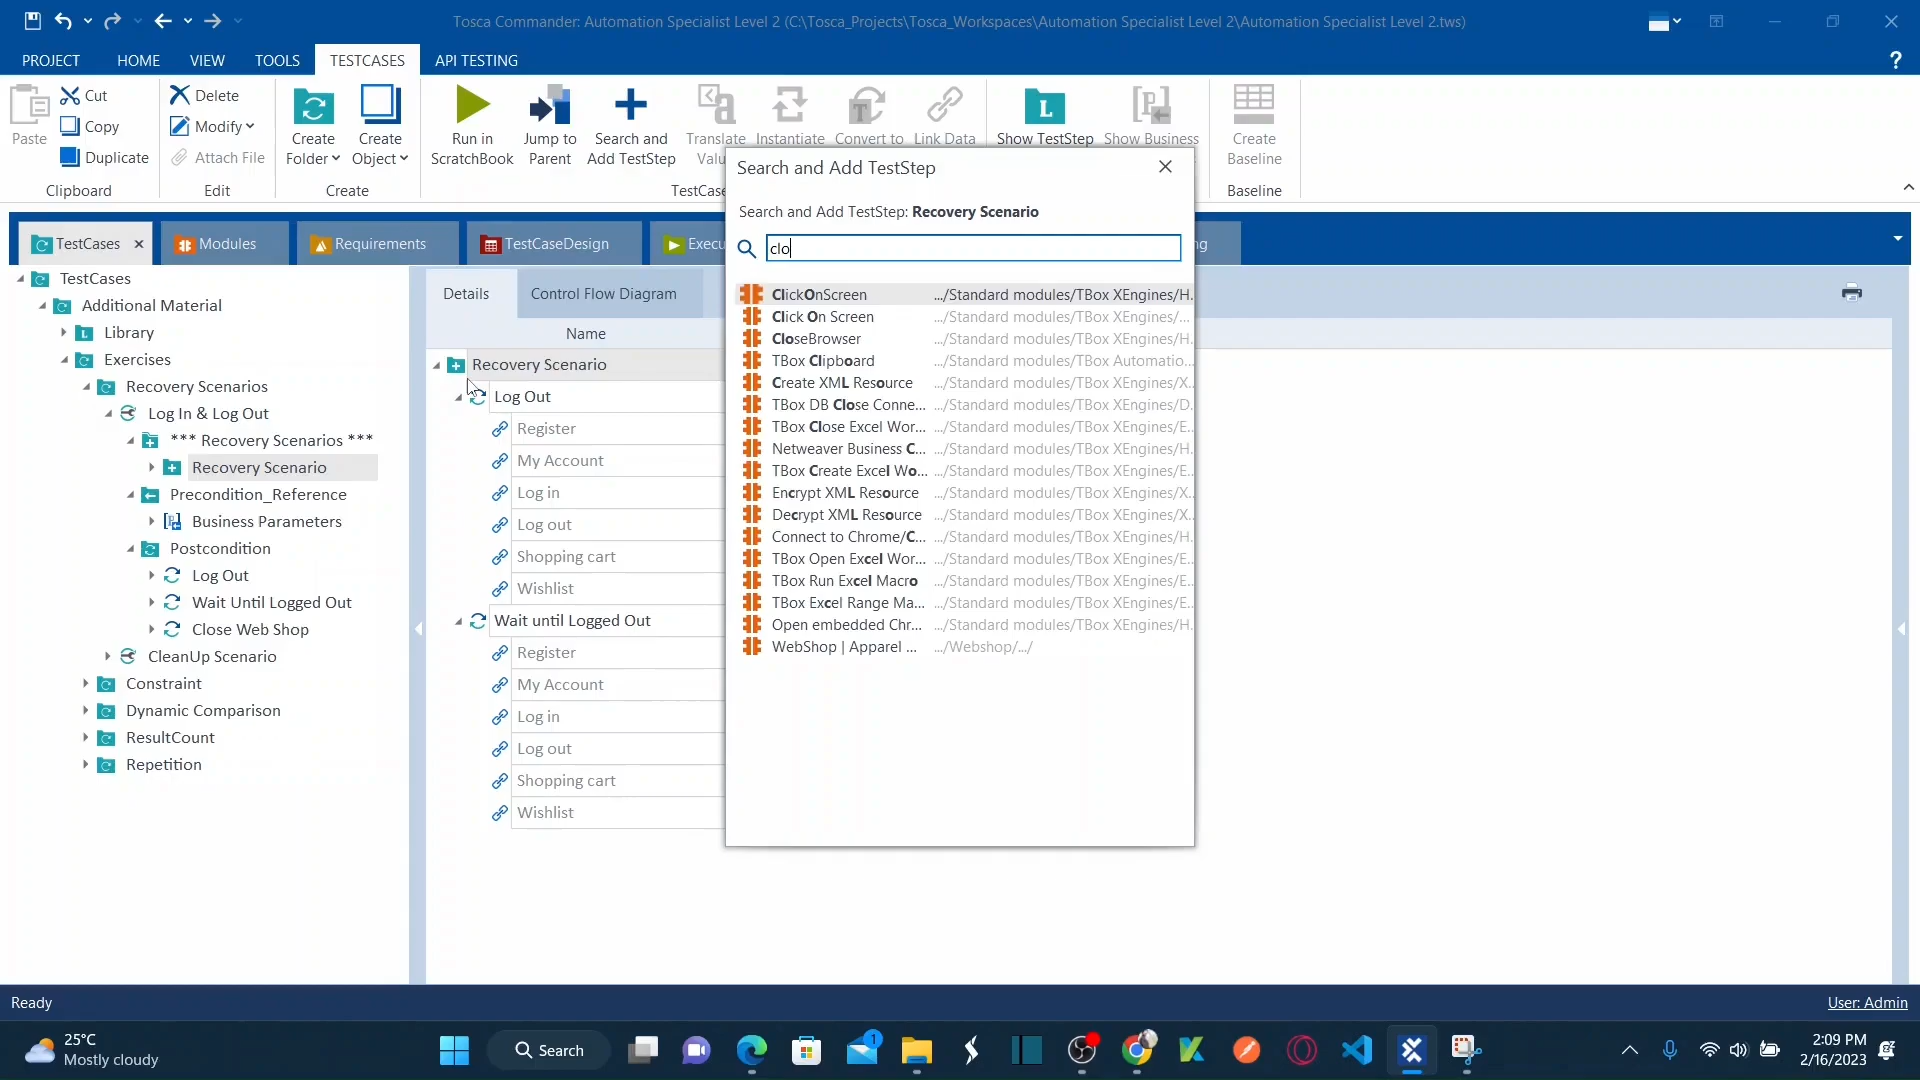 Tosca Commander: Automation Specialist Level 2 (C:\Tosca_Projects\Tosca_Workspaces\Automation Specialist Level 2\Automation Specialist Level 2.tws)
PROJECT HOME VIEW TOOLS TESTCASES API TESTING ?
Paste
Cut
Copy
Duplicate
Clipboard
Delete
Modify
Attach File
Edit
Create Folder
Create Object
Create
Run in ScratchBook
Jump to Parent
Search and Add TestStep
Translate
Instantiate
Convert to
Link Data
Show TestStep
Show Business
Create Baseline
Baseline
TestCases Modules Requirements TestCaseDesign
TestCases
Additional Material
Library
Exercises
Recovery Scenarios
Log In & Log Out
*** Recovery Scenarios ***
Recovery Scenario
Precondition_Reference
Business Parameters
Postcondition
Log Out
Wait Until Logged Out
Close Web Shop
CleanUp Scenario
Constraint
Dynamic Comparison
ResultCount
Repetition
Details Control Flow Diagram
Name
Recovery Scenario
Log Out
Register
My Account
Log in
Log out
Shopping cart
Wishlist
Wait until Logged Out
Register
My Account
Log in
Log out
Shopping cart
Wishlist
Search and Add TestStep
Search and Add TestStep: Recovery Scenario
clo
ClickOnScreen .../Standard modules/TBox XEngines/H.
Click On Screen .../Standard modules/TBox XEngines/...
CloseBrowser .../Standard modules/TBox XEngines/H.
TBox Clipboard .../Standard modules/TBox Automatio...
Create XML Resource .../Standard modules/TBox XEngines/X.
TBox DB Close Conne... .../Standard modules/TBox XEngines/D.
TBox Close Excel Wor... .../Standard modules/TBox XEngines/E..
Netweaver Business C... .../Standard modules/TBox XEngines/H.
TBox Create Excel Wo... .../Standard modules/TBox XEngines/E..
Encrypt XML Resource .../Standard modules/TBox XEngines/X..
Decrypt XML Resource .../Standard modules/TBox XEngines/X..
Connect to Chrome/C... .../Standard modules/TBox XEngines/H.
TBox Open Excel Wor... .../Standard modules/TBox XEngines/E..
TBox Run Excel Macro .../Standard modules/TBox XEngines/E..
TBox Excel Range Ma... .../Standard modules/TBox XEngines/E..
Open embedded Chr... .../Standard modules/TBox XEngines/H.
WebShop | Apparel ... .../Webshop/.../
Ready
User: Admin
25°C
Mostly cloudy
Search
1
2:09 PM
2/16/2023